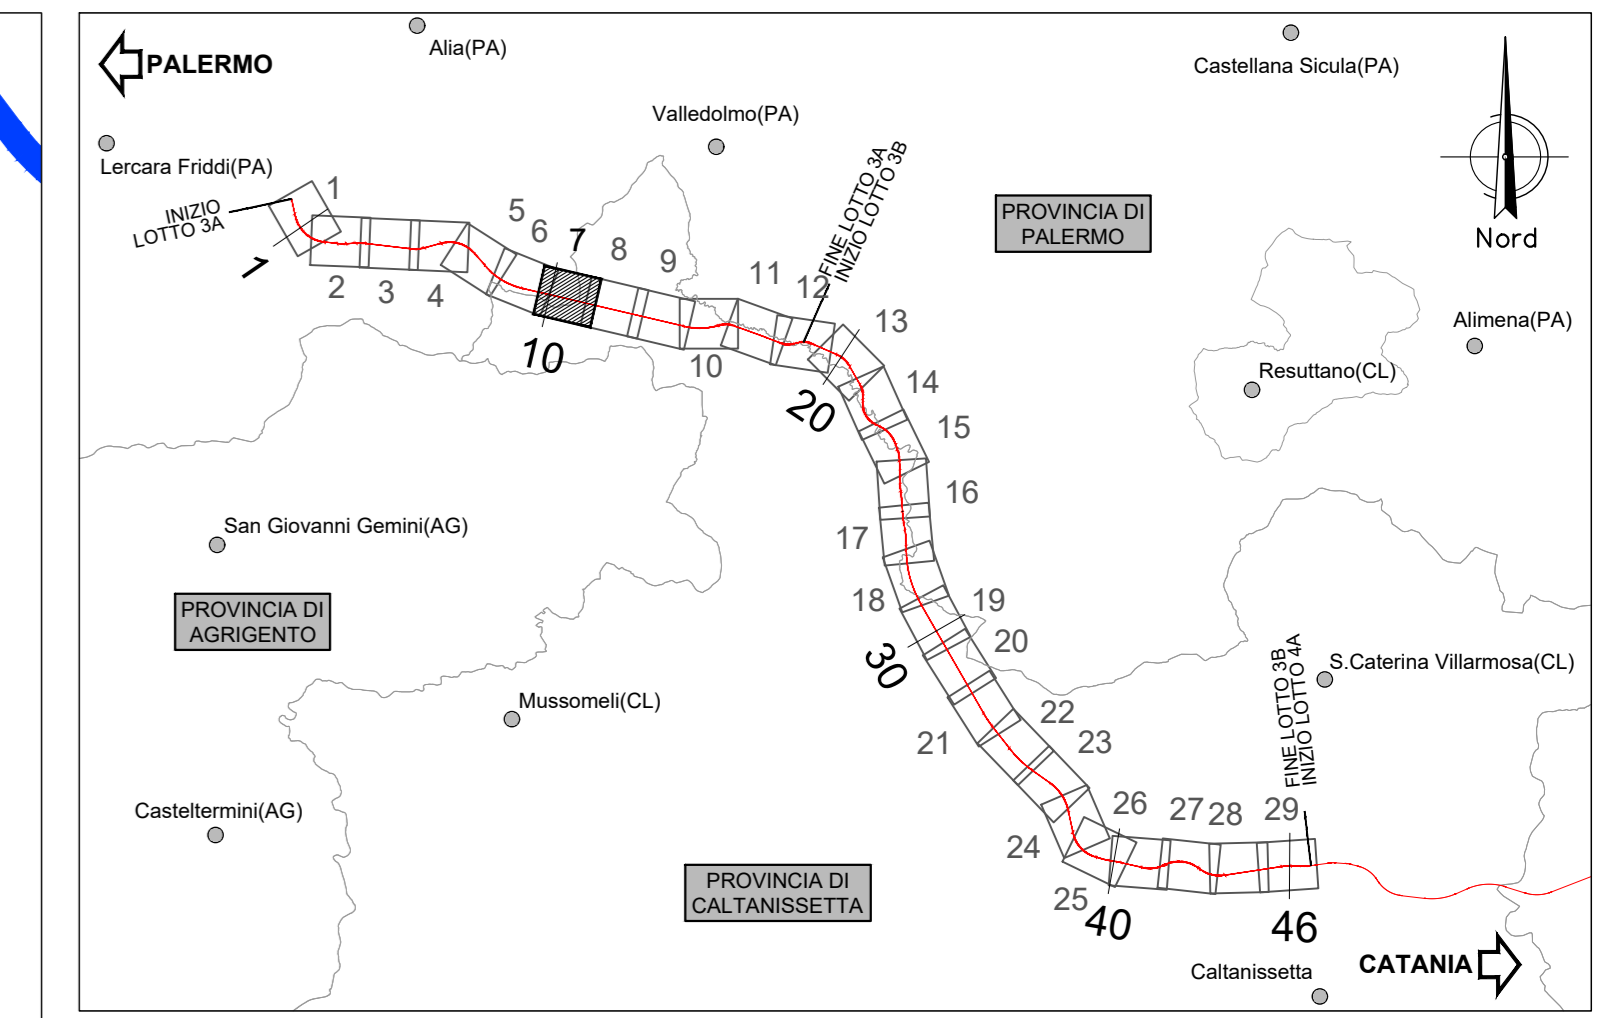 Alia(PA)
PALERMO
Castellana Sicula(PA)
Valledolmo(PA)
Lercara Friddi(PA)
Nord
INIZIO
LOTTO 3A
FINE LOTTO 3A
INIZIO LOTTO 3B
PROVINCIA DI
PALERMO
1
1
2
3
4
5
6
7
8
9
10
10
11
12
13
14
15
16
17
18
19
20
20
21
22
23
24
25
26
27
28
29
30
40
46
Alimena(PA)
Resuttano(CL)
San Giovanni Gemini(AG)
PROVINCIA DI
AGRIGENTO
Mussomeli(CL)
S.Caterina Villarmosa(CL)
FINE LOTTO 3B
INIZIO LOTTO 4A
Casteltermini(AG)
PROVINCIA DI
CALTANISSETTA
Caltanissetta
CATANIA